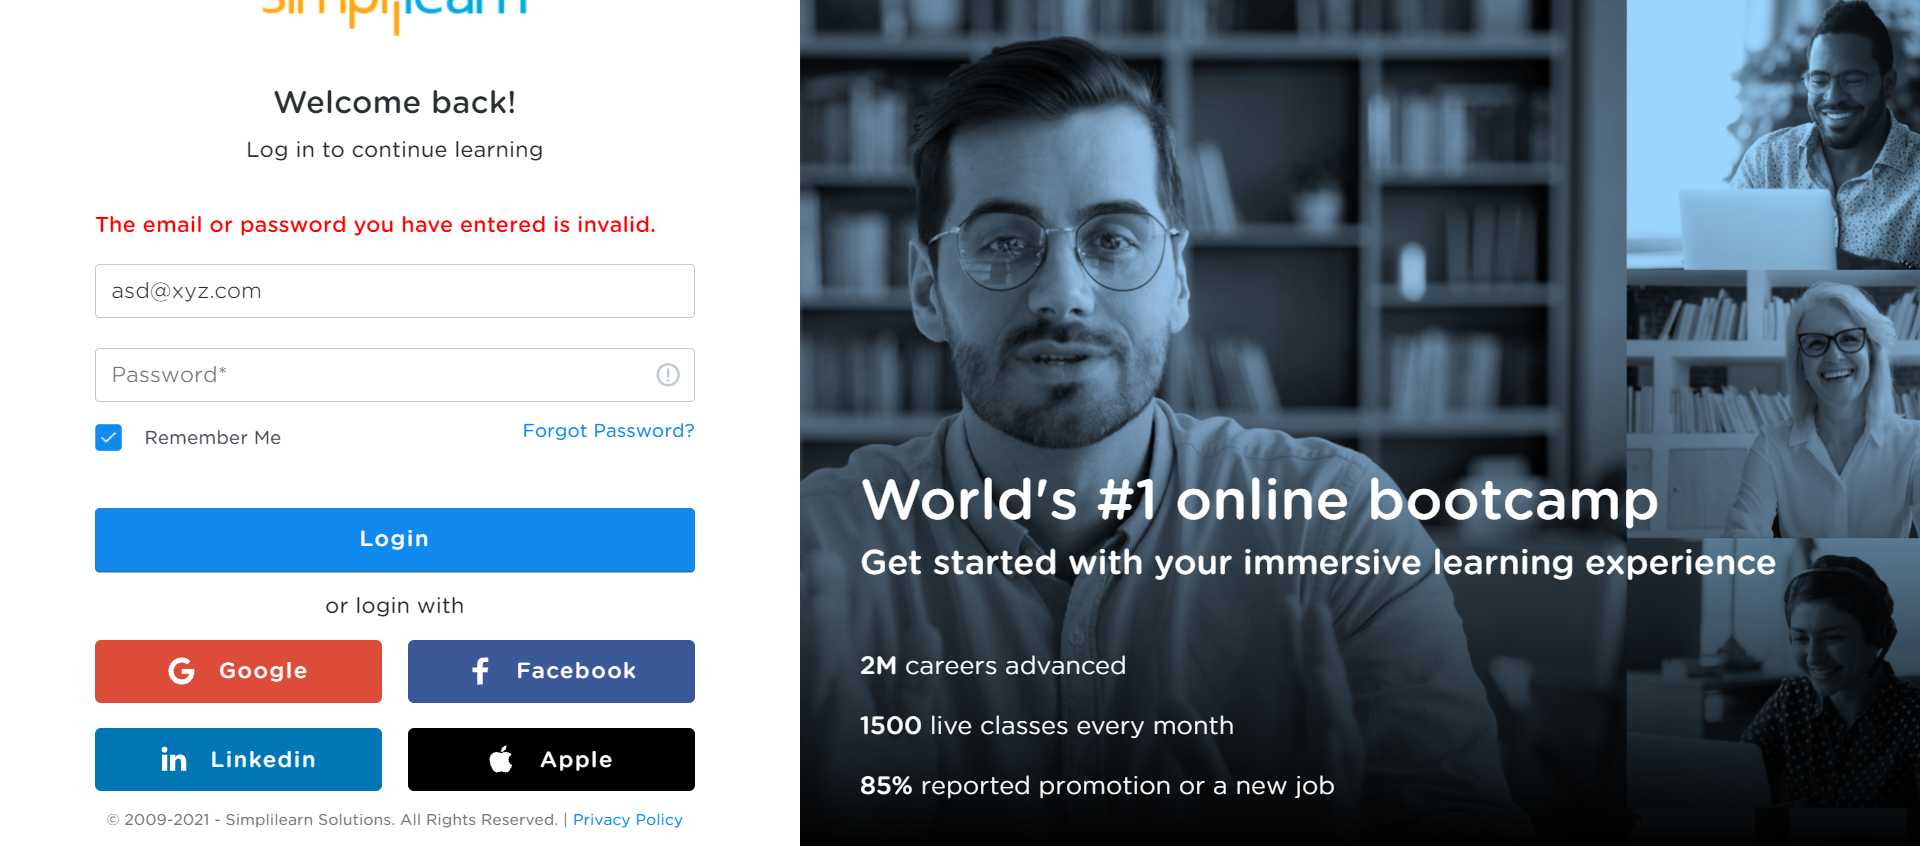 simplilearn
Welcome back!
Log in to continue learning
The email or password you have entered is invalid.
asd@xyz.com
Password*
Remember Me
Forgot Password?
Login
or login with
Google
Facebook
Linkedin
Apple
© 2009-2021 - Simplilearn Solutions. All Rights Reserved. | Privacy Policy
World's #1 online bootcamp
Get started with your immersive learning experience
2M careers advanced
1500 live classes every month
85% reported promotion or a new job